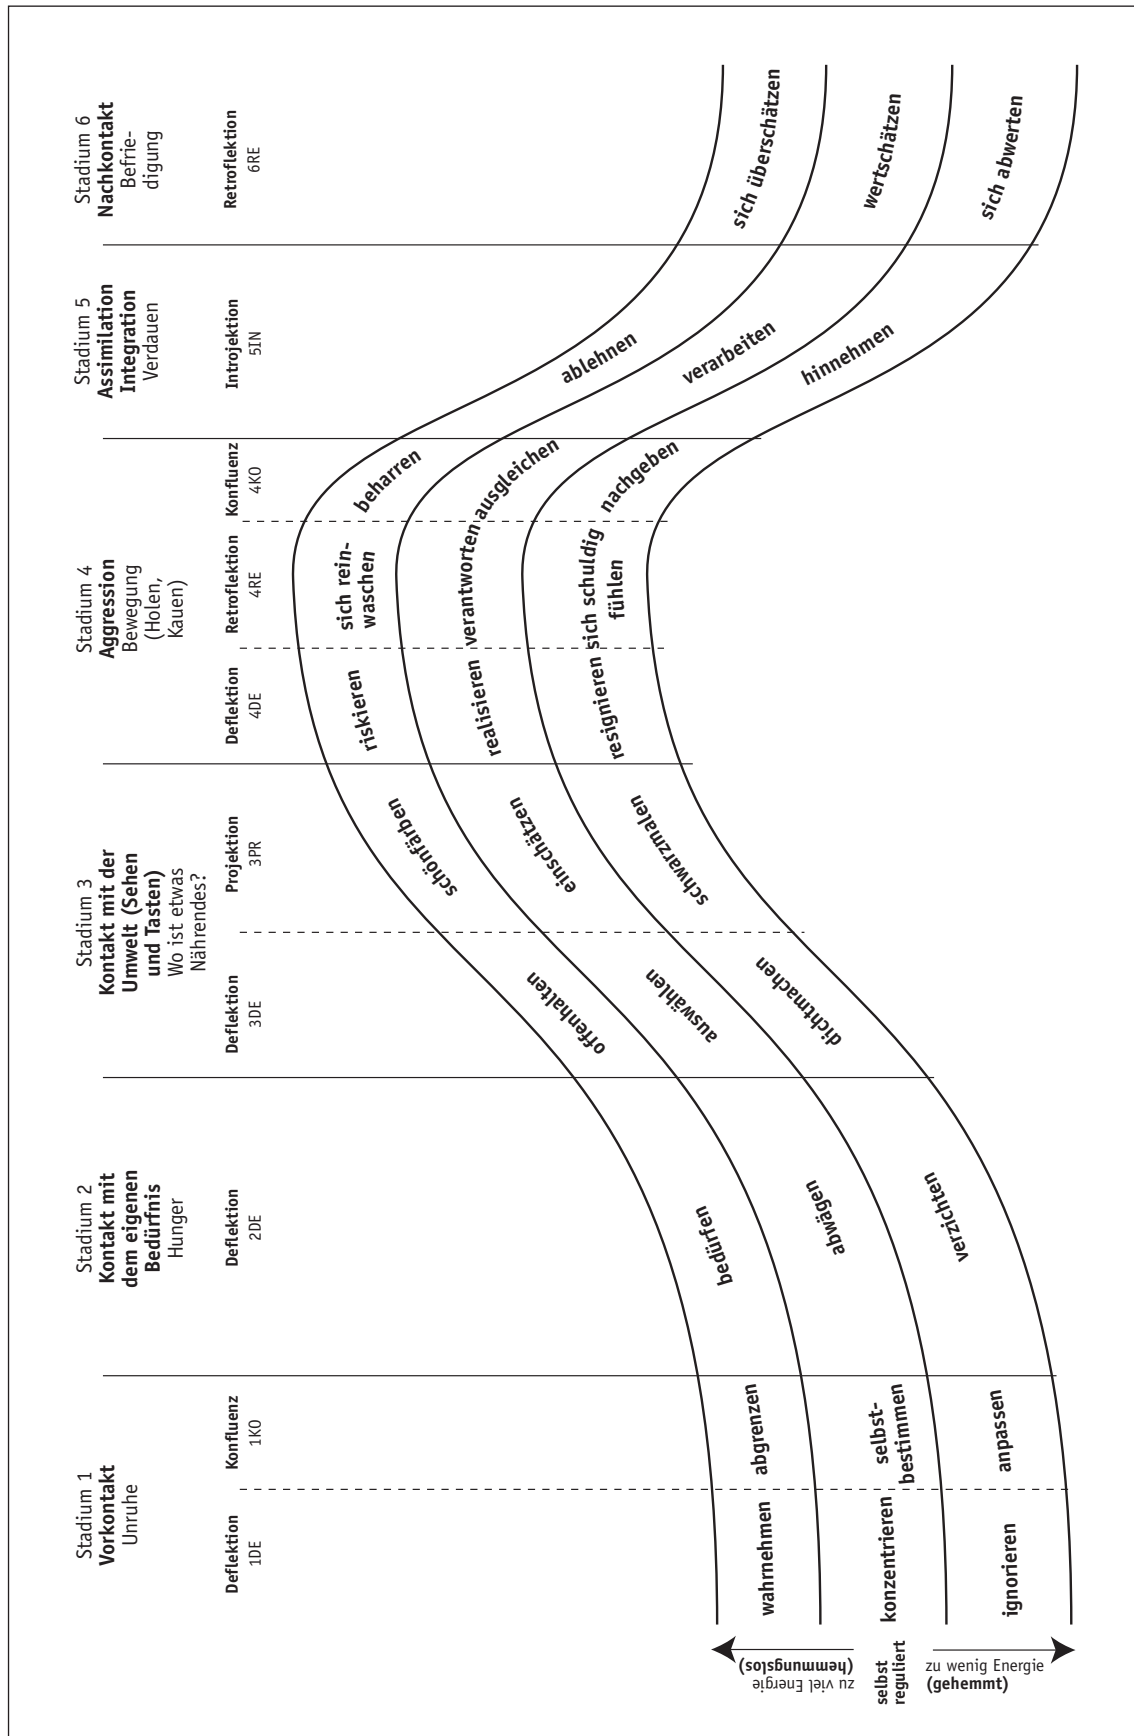 Stadium 1
Vorkontakt
Unruhe
Stadium 2
Kontakt mit
dem eigenen
Bedürfnis
Hunger
Stadium 3
Kontakt mit der
Umwelt (Sehen
und Tasten)
Wo ist etwas
Nährendes?
Stadium 4
Aggression
Bewegung
(Holen,
Kauen)
Stadium 5
Assimilation
Integration
Verdauen
Stadium 6
Nachkontakt
Befrie-
digung
Deflektion
1DE
Konfluenz
1KO
Deflektion
2DE
Deflektion
3DE
Projektion
3PR
Deflektion
4DE
Retroflektion
4RE
Konfluenz
4KO
Introjektion
5IN
Retroflektion
6RE
zu viel Energie
(hemmungslos)
wahrnehmen
abgrenzen
bedürfen
offenhalten
schönfärben
riskieren
sich rein-
waschen
beharren
ablehnen
sich überschätzen
selbst
reguliert
konzentrieren
selbst-
bestimmen
abwägen
auswählen
einschätzen
realisieren
verantworten
ausgleichen
verarbeiten
wertschätzen
zu wenig Energie
(gehemmt)
ignorieren
anpassen
verzichten
dichtmachen
schwarzmalen
resignieren
sich schuldig
fühlen
nachgeben
hinnehmen
sich abwerten